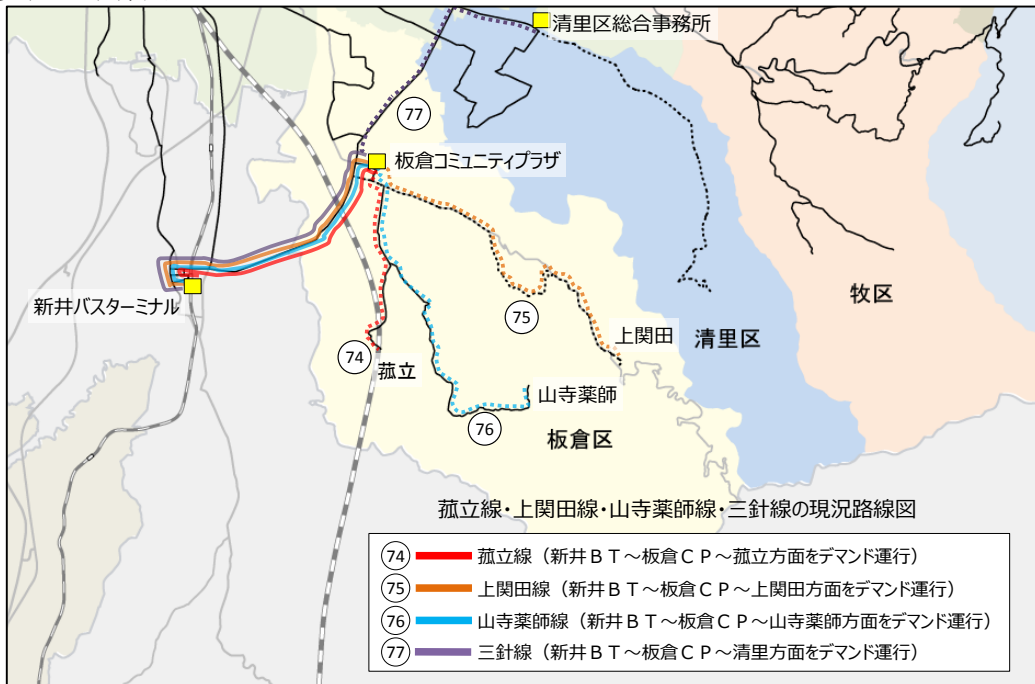 清里区総合事務所
77
板倉コミュニティプラザ
新井バスターミナル
牧区
75
上関田
清里区
74
菰立
山寺薬師
76
板倉区
菰立線・上関田線・山寺薬師線・三針線の現況路線図
74 菰立線（新井ＢＴ～板倉ＣＰ～菰立方面をデマンド運行）
75 上関田線（新井ＢＴ～板倉ＣＰ～上関田方面をデマンド運行）
76 山寺薬師線（新井ＢＴ～板倉ＣＰ～山寺薬師方面をデマンド運行）
77 三針線（新井ＢＴ～板倉ＣＰ～清里方面をデマンド運行）